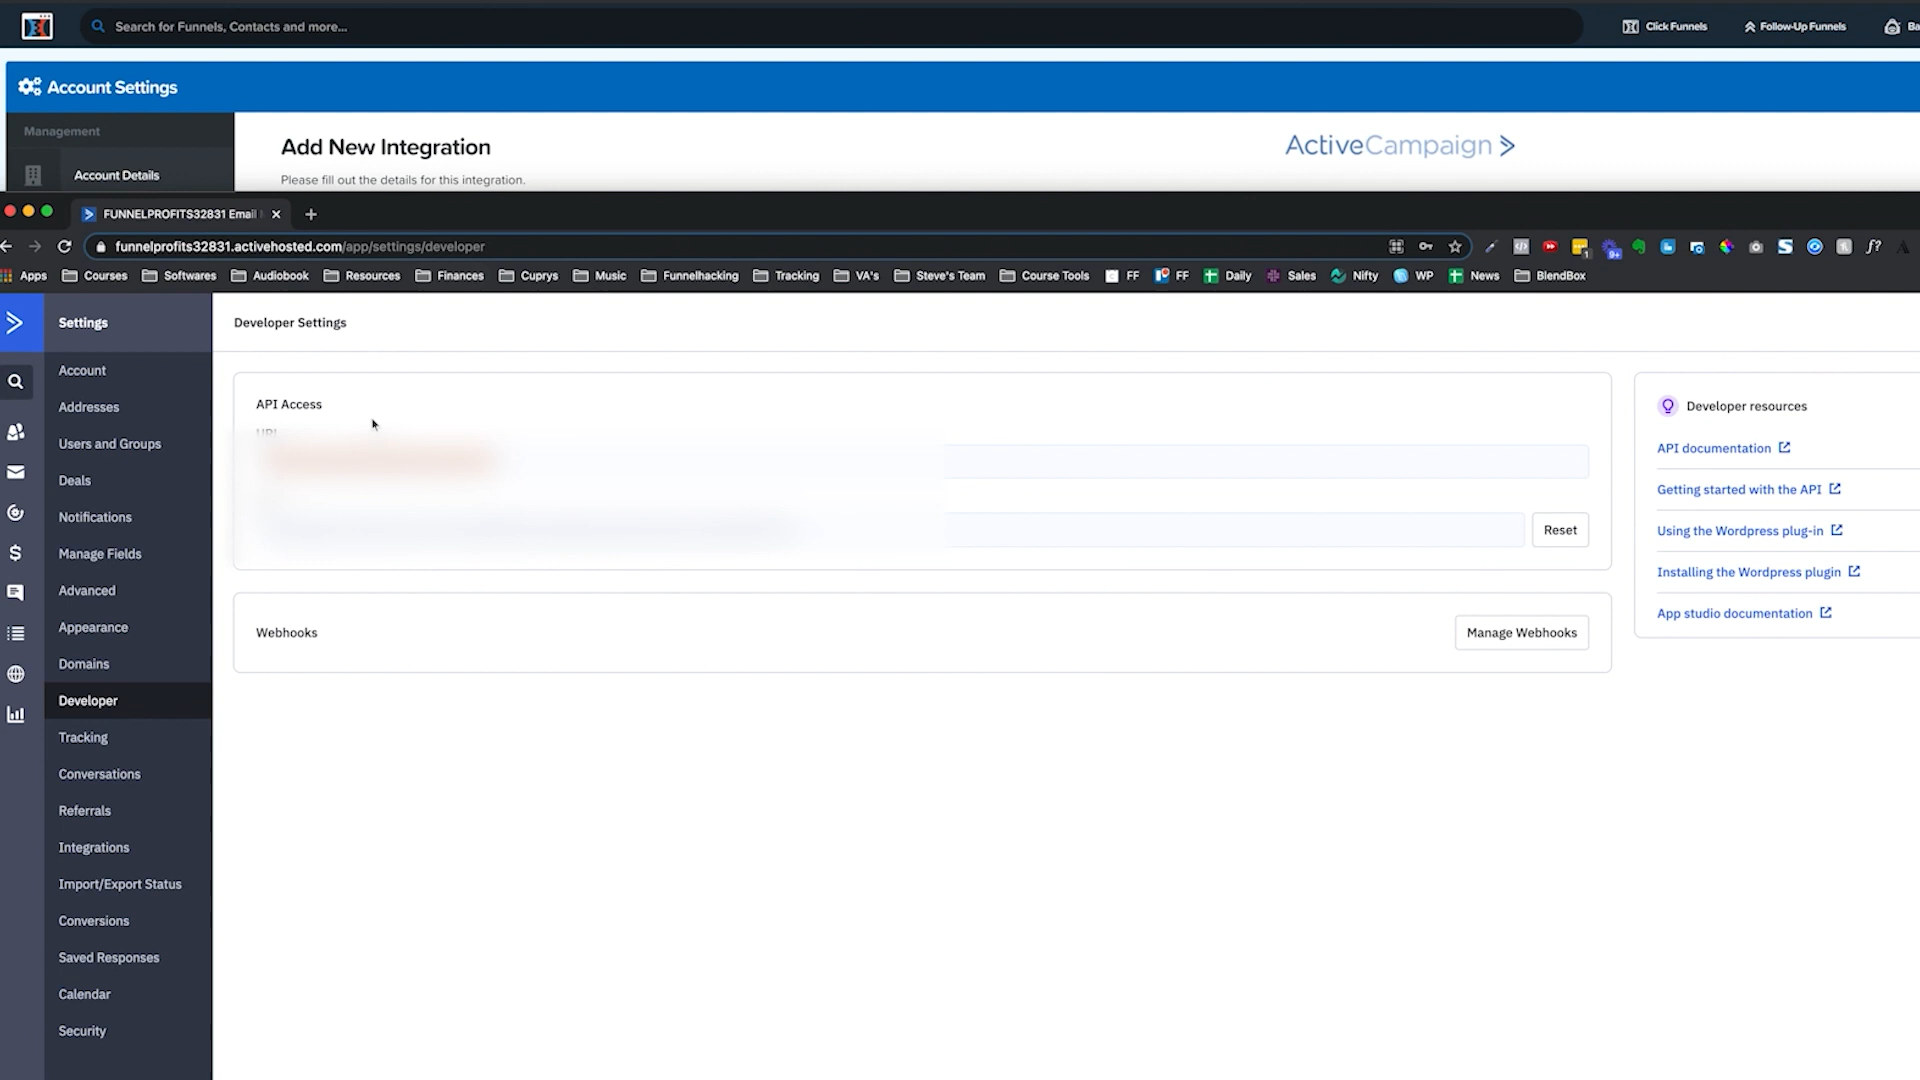 Search for Funnels, Contacts and more...
Click Funnels
Follow-Up Funnels
Ba
Account Settings
Management
Account Details
Add New Integration
Please fill out the details for this integration.
ActiveCampaign >
FUNNELPROFITS32831 Email
funnelprofits32831.activehosted.com/app/settings/developer
1
9+
f?
Apps
Courses
Softwares
Audiobook
Resources
Finances
Cuprys
Music
Funnelhacking
Tracking
VA's
Steve's Team
Course Tools
FF
FF
Daily
Sales
Nifty
WP
News
BlendBox
Settings
Account
Addresses
Users and Groups
Deals
Notifications
Manage Fields
Advanced
Appearance
Domains
Developer
Tracking
Conversations
Referrals
Integrations
Import/Export Status
Conversions
Saved Responses
Calendar
Security
Developer Settings
API Access
URL
Reset
Webhooks
Manage Webhooks
Developer resources
API documentation
Getting started with the API
Using the Wordpress plug-in
Installing the Wordpress plugin
App studio documentation